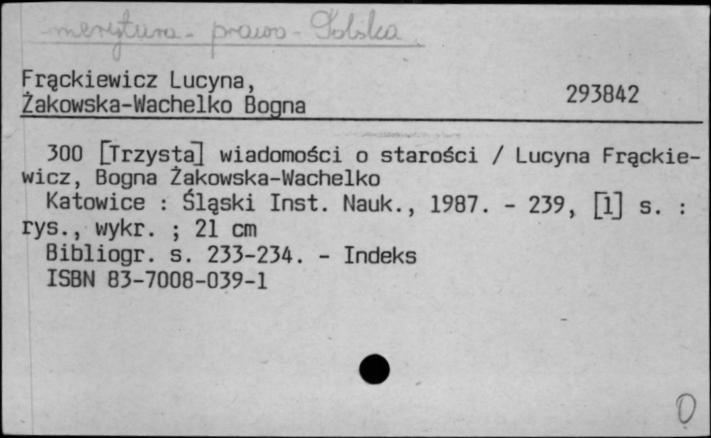 emerytura - prawo - Polska
Frąckiewicz Lucyna,
Żakowska-Wachelko Bogna 293842
300 [Trzysta] wiadomości o starości / Lucyna Frąckie-
wicz, Bogna Żakowska-Wachelko
Katowice : Śląski Inst. Nauk., 1987. - 239, [1] s. :
rys., wykr. ; 21 cm
Bibliogr. s. 233-234. - Indeks
ISBN 83-7008-039-1
D